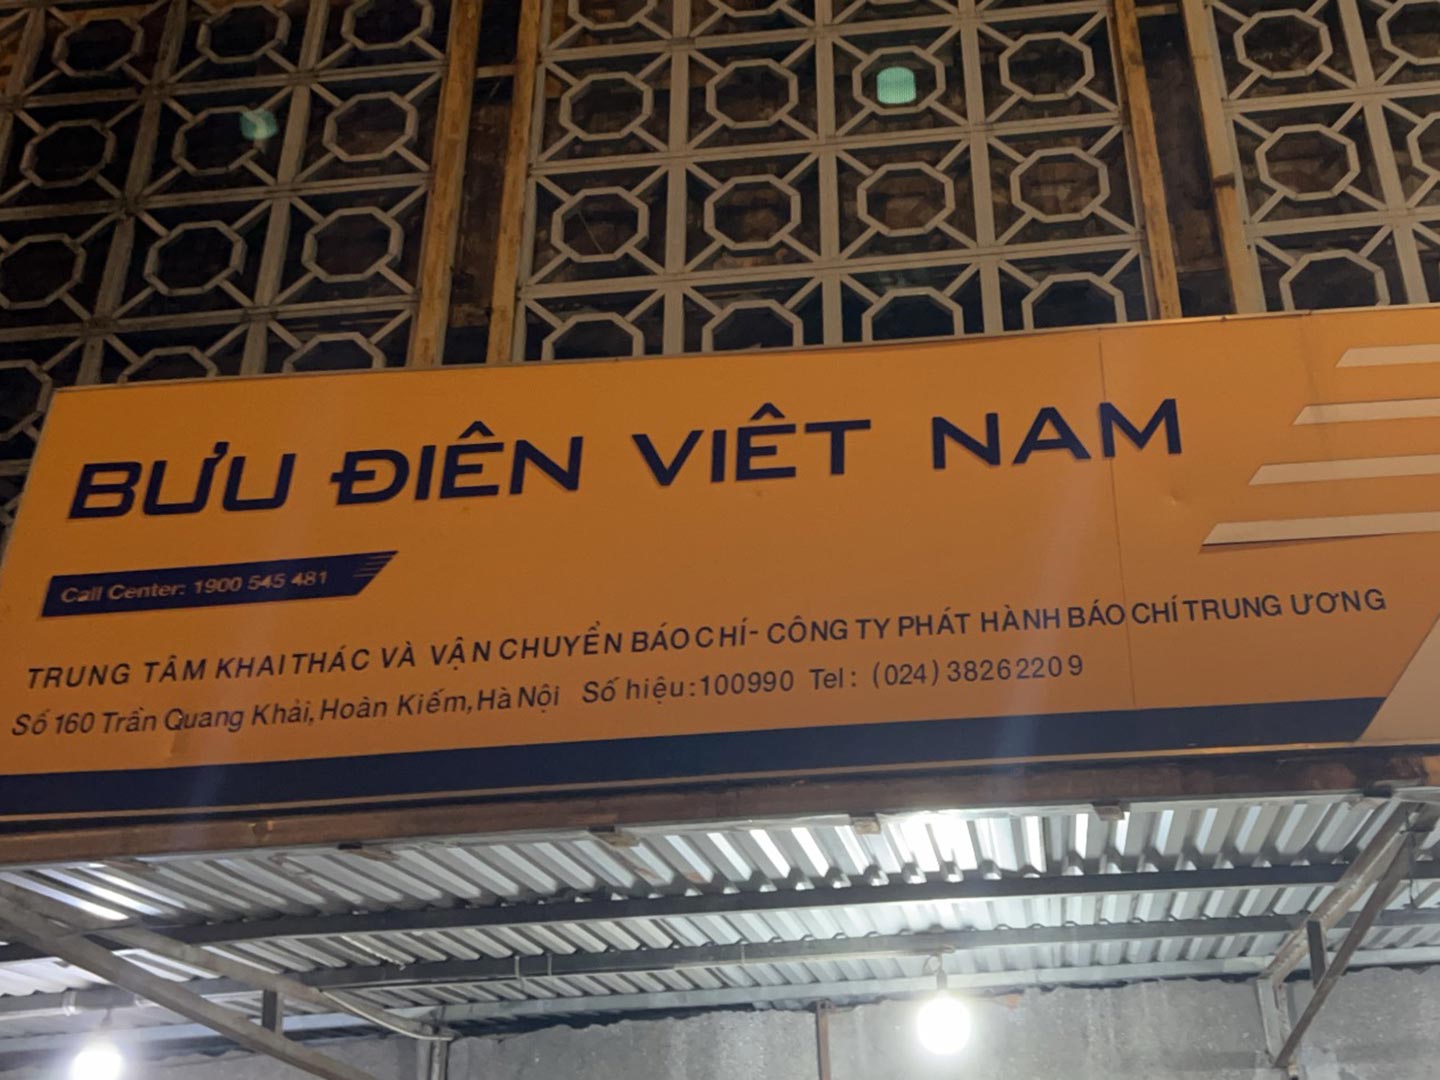 BƯU ĐIÊN VIÊT NAM
Call Center: 1900 545 481
TRUNG TÂM KHAI THÁC VÀ VẬN CHUYỂN BÁO CHÍ - CÔNG TY PHÁT HÀNH BÁO CHÍ TRUNG ƯƠNG
Số 160 Trần Quang Khải, Hoàn Kiếm, Hà Nội Số hiệu: 100990 Tel: (024) 38262209